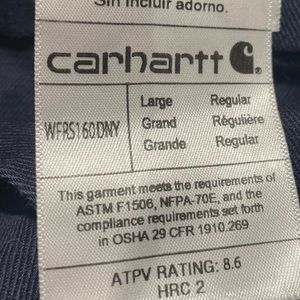 Sin incluir adorno.
carhartt
WFRS160DNY
Large Regular
Grand Régulière
Grande Regular
This garment meets the requirements of
ASTM F1506, NFPA-70E, and the
compliance requirements set forth
in OSHA 29 CFR 1910.269
ATPV RATING: 8.6
HRC 2